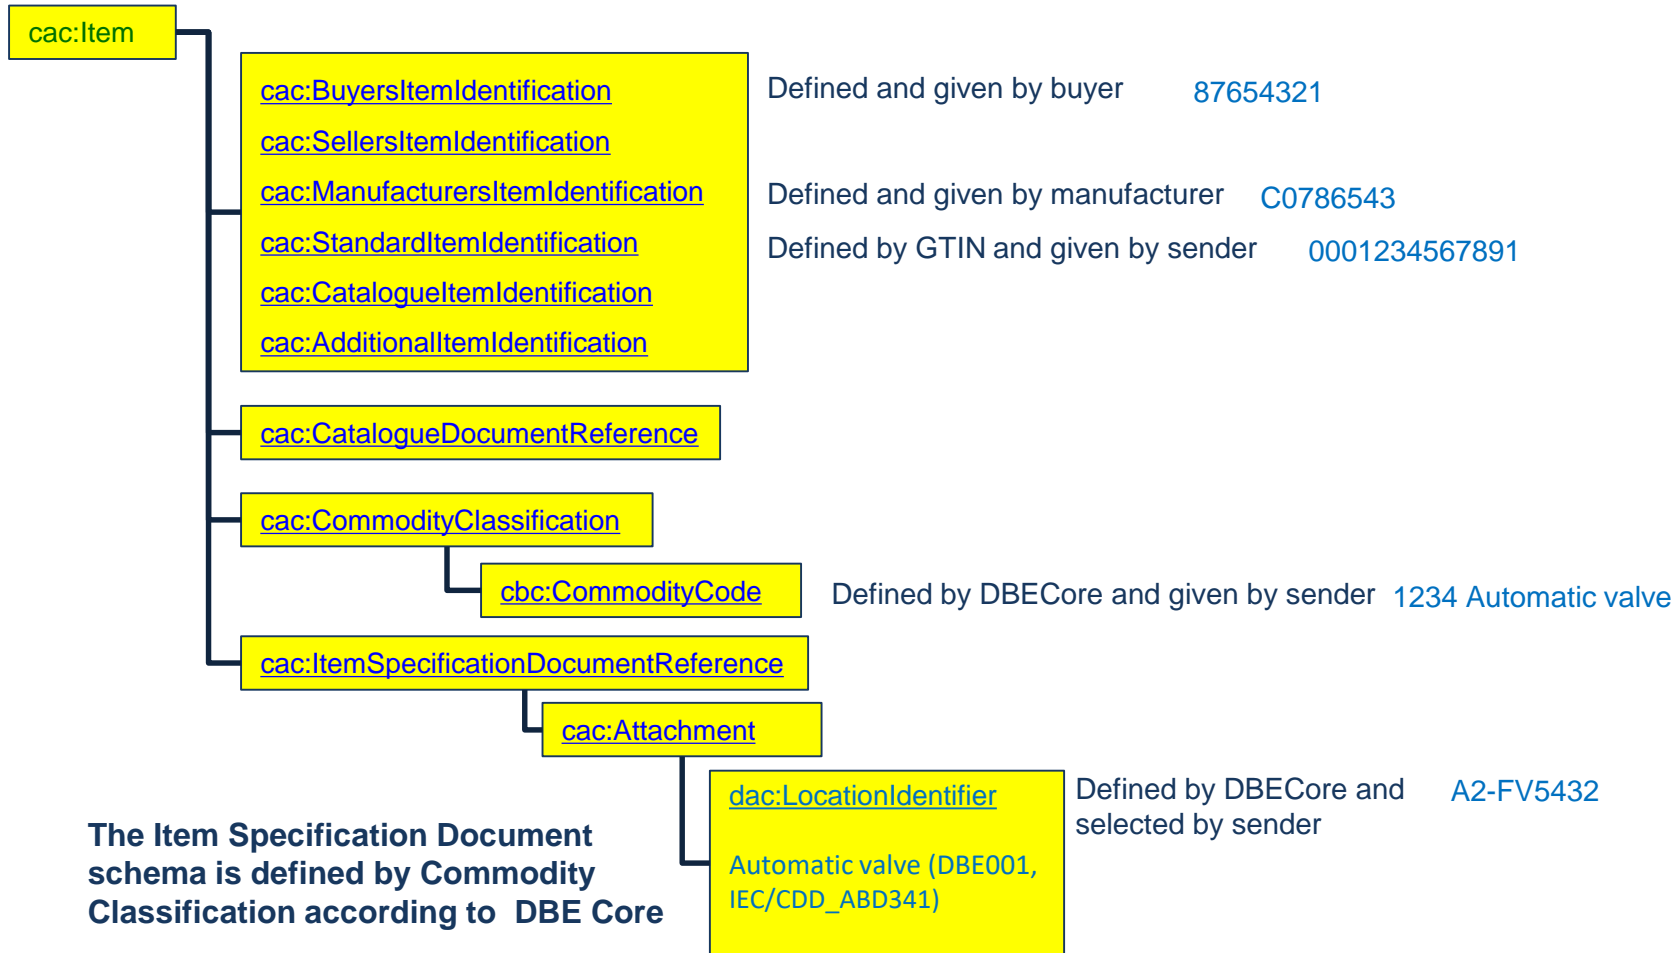 cac:Item
cac:BuyersItemIdentification Defined and given by buyer 87654321
cac:SellersItemIdentification
cac:ManufacturersItemIdentification Defined and given by manufacturer C0786543
cac:StandardItemIdentification Defined by GTIN and given by sender 0001234567891
cac:CatalogueItemIdentification
cac:AdditionalItemIdentification
cac:CatalogueDocumentReference
cac:CommodityClassification
cbc:CommodityCode Defined by DBECore and given by sender 1234 Automatic valve
cac:ItemSpecificationDocumentReference
cac:Attachment
dac:LocationIdentifier
Automatic valve (DBE001,
IEC/CDD_ABD341)
Defined by DBECore and A2-FV5432
selected by sender
The Item Specification Document
schema is defined by Commodity
Classification according to DBE Core